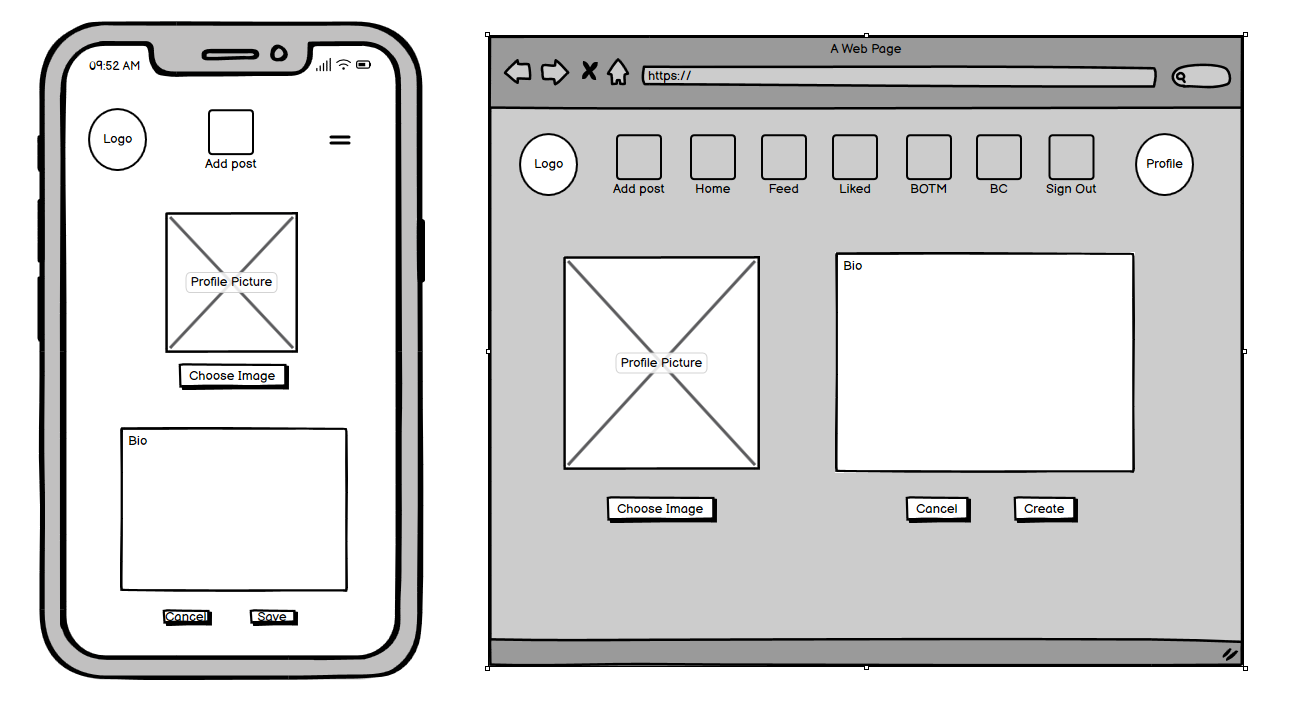 09:52 AM
Logo
Add post
Profile Picture
Choose Image
Bio
Cancel
Save
A Web Page
https://
Logo
Add post
Home
Feed
Liked
BOTM
BC
Sign Out
Profile
Profile Picture
Bio
Choose Image
Cancel
Create